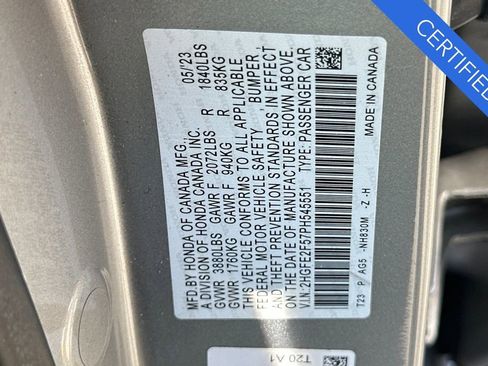 MFD.BY HONDA OF CANADA MFG. 05/23
A DIVISION OF HONDA CANADA INC.
GVWR 3880LBS GAWR F 2072LBS R 1840LBS
GVWR 1760KG GAWR F 940KG R 835KG
THIS VEHICLE CONFORMS TO ALL APPLICABLE
FEDERAL MOTOR VEHICLE SAFETY, BUMPER,
AND THEFT PREVENTION STANDARDS IN EFFECT
ON THE DATE OF MANUFACTURE SHOWN ABOVE.
V.I.N. 2HGFE2F57PH545551 TYPE: PASSENGER CAR
T23 P AG5 -NH830M -Z -H
MADE IN CANADA
T20 A1
CERTIFIED